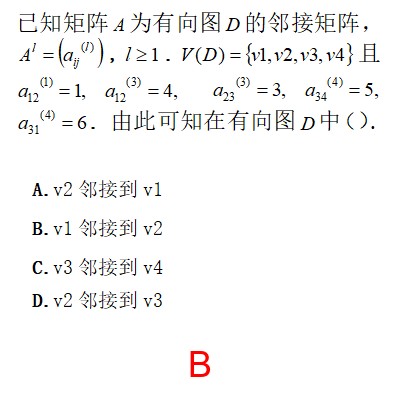 已知矩阵 A 为有向图 D 的邻接矩阵，
A^l = (a_{ij}^{(l)}), l ≥ 1. V(D) = {v1,v2,v3,v4} 且
a_{12}^{(1)} = 1, a_{12}^{(3)} = 4, a_{23}^{(3)} = 3, a_{34}^{(4)} = 5,
a_{31}^{(4)} = 6. 由此可知在有向图 D 中().
A. v2 邻接到 v1
B. v1 邻接到 v2
C. v3 邻接到 v4
D. v2 邻接到 v3
B